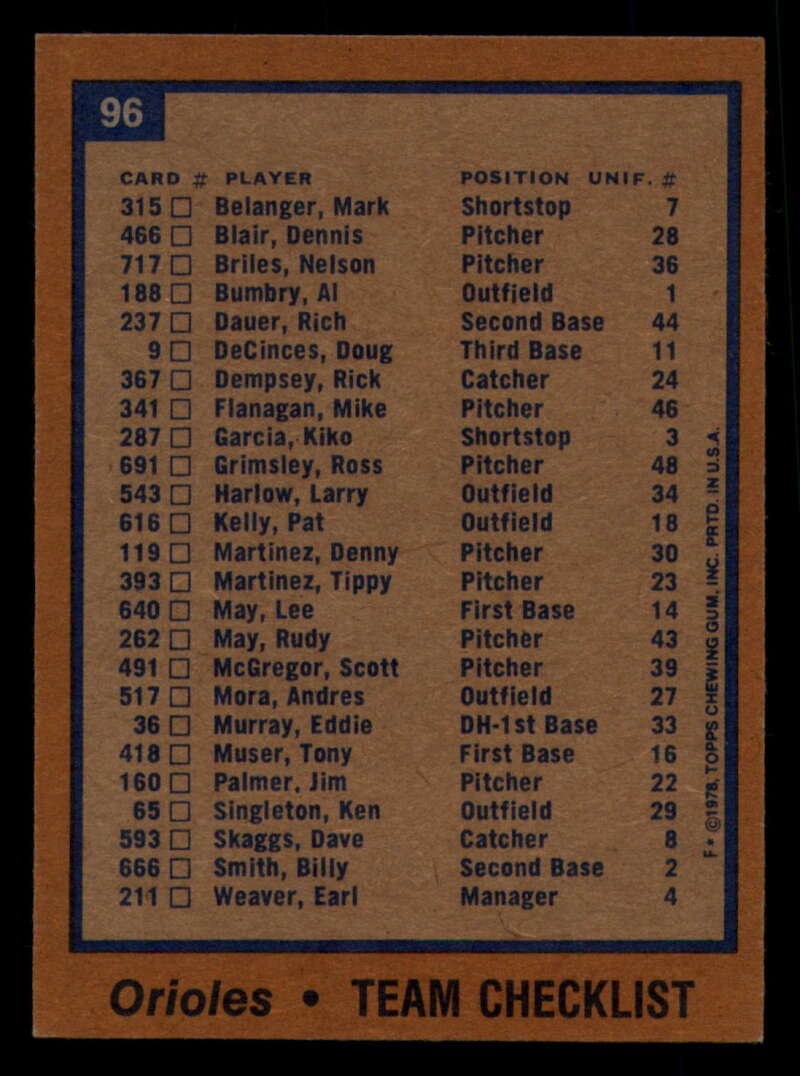 96
CARD # PLAYER POSITION UNIF. #
315 □ Belanger, Mark Shortstop 7
466 □ Blair, Dennis Pitcher 28
717 □ Briles, Nelson Pitcher 36
188 □ Bumbry, Al Outfield 1
237 □ Dauer, Rich Second Base 44
9 □ DeCinces, Doug Third Base 11
367 □ Dempsey, Rick Catcher 24
341 □ Flanagan, Mike Pitcher 46
287 □ Garcia, Kiko Shortstop 3
691 □ Grimsley, Ross Pitcher 48
543 □ Harlow, Larry Outfield 34
616 □ Kelly, Pat Outfield 18
119 □ Martinez, Denny Pitcher 30
393 □ Martinez, Tippy Pitcher 23
640 □ May, Lee First Base 14
262 □ May, Rudy Pitcher 43
491 □ McGregor, Scott Pitcher 39
517 □ Mora, Andres Outfield 27
36 □ Murray, Eddie DH-1st Base 33
418 □ Muser, Tony First Base 16
160 □ Palmer, Jim Pitcher 22
65 □ Singleton, Ken Outfield 29
593 □ Skaggs, Dave Catcher 8
666 □ Smith, Billy Second Base 2
211 □ Weaver, Earl Manager 4
F* ©1978, TOPPS CHEWING GUM, INC. PRTD. IN U.S.A.
Orioles • TEAM CHECKLIST